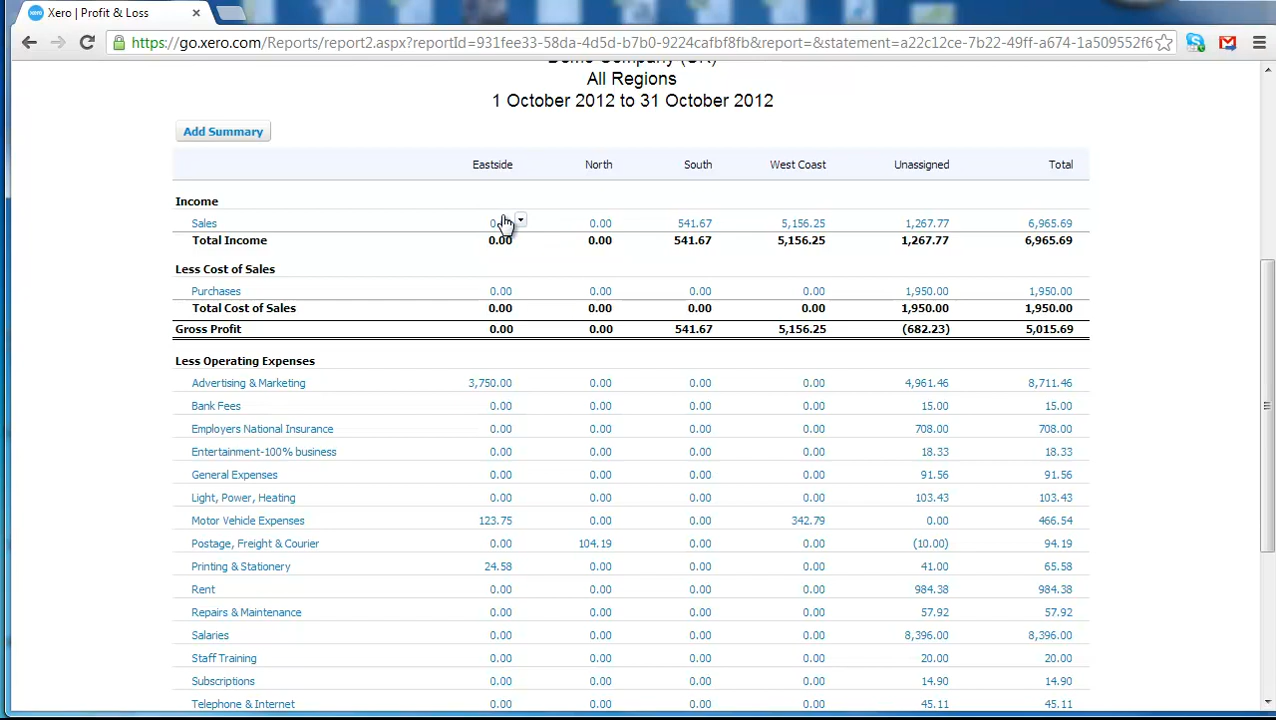 Xero | Profit & Loss
https://go.xero.com/Reports/report2.aspx?reportId=931fee33-58da-4d5d-b7b0-9224cafbf8fb&report=&statement=a22c12ce-7b22-49ff-a674-1a509552f6
Demo Company (UK)
All Regions
1 October 2012 to 31 October 2012
Add Summary
Eastside North South West Coast Unassigned Total
Income
Sales 0.00 541.67 5,156.25 1,267.77 6,965.69
Total Income 0.00 0.00 541.67 5,156.25 1,267.77 6,965.69
Less Cost of Sales
Purchases 0.00 0.00 0.00 0.00 1,950.00 1,950.00
Total Cost of Sales 0.00 0.00 0.00 0.00 1,950.00 1,950.00
Gross Profit 0.00 0.00 541.67 5,156.25 (682.23) 5,015.69
Less Operating Expenses
Advertising & Marketing 3,750.00 0.00 0.00 0.00 4,961.46 8,711.46
Bank Fees 0.00 0.00 0.00 0.00 15.00 15.00
Employers National Insurance 0.00 0.00 0.00 0.00 708.00 708.00
Entertainment-100% business 0.00 0.00 0.00 0.00 18.33 18.33
General Expenses 0.00 0.00 0.00 0.00 91.56 91.56
Light, Power, Heating 0.00 0.00 0.00 0.00 103.43 103.43
Motor Vehicle Expenses 123.75 0.00 0.00 342.79 0.00 466.54
Postage, Freight & Courier 0.00 104.19 0.00 0.00 (10.00) 94.19
Printing & Stationery 24.58 0.00 0.00 0.00 41.00 65.58
Rent 0.00 0.00 0.00 0.00 984.38 984.38
Repairs & Maintenance 0.00 0.00 0.00 0.00 57.92 57.92
Salaries 0.00 0.00 0.00 0.00 8,396.00 8,396.00
Staff Training 0.00 0.00 0.00 0.00 20.00 20.00
Subscriptions 0.00 0.00 0.00 0.00 14.90 14.90
Telephone & Internet 0.00 0.00 0.00 0.00 45.11 45.11